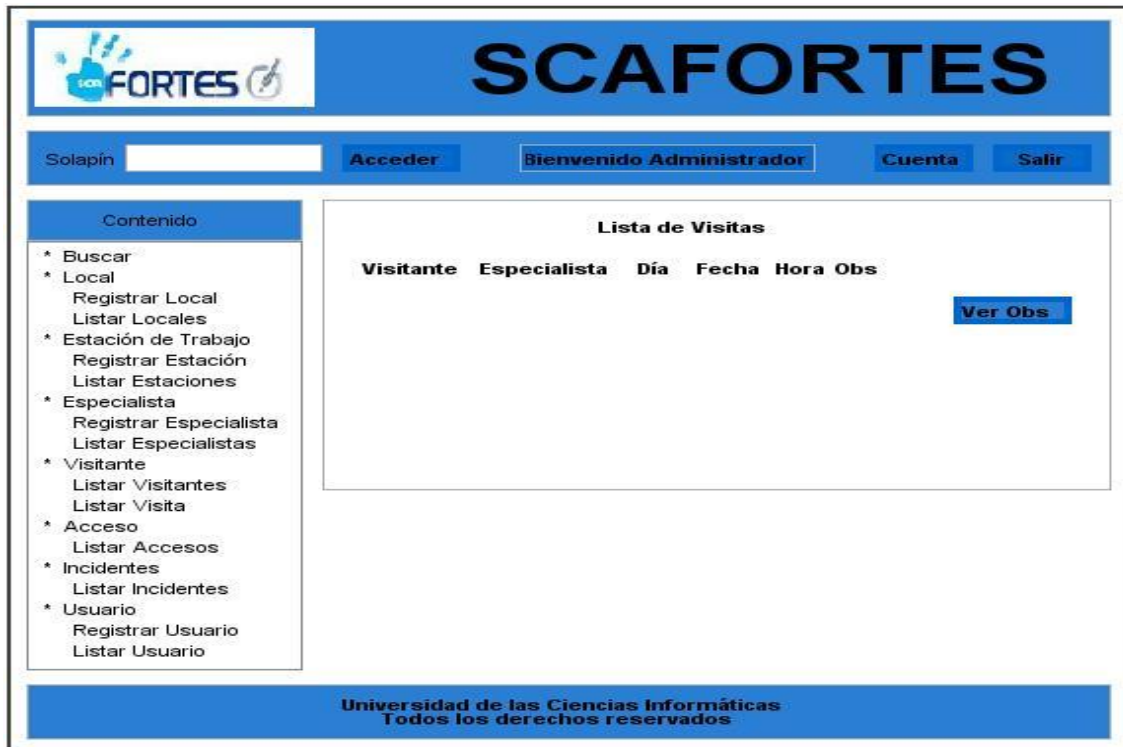 SCA FORTES
SCAFORTES
Solapín Acceder Bienvenido Administrador Cuenta Salir
Contenido
* Buscar
* Local
Registrar Local
Listar Locales
* Estación de Trabajo
Registrar Estación
Listar Estaciones
* Especialista
Registrar Especialista
Listar Especialistas
* Visitante
Listar Visitantes
Listar Visita
* Acceso
Listar Accesos
* Incidentes
Listar Incidentes
* Usuario
Registrar Usuario
Listar Usuario
Lista de Visitas
Visitante Especialista Día Fecha Hora Obs
Ver Obs
Universidad de las Ciencias Informáticas
Todos los derechos reservados